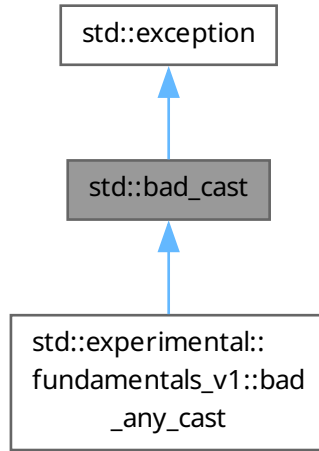 std::exception
std::bad_cast
std::experimental::
fundamentals_v1::bad
_any_cast